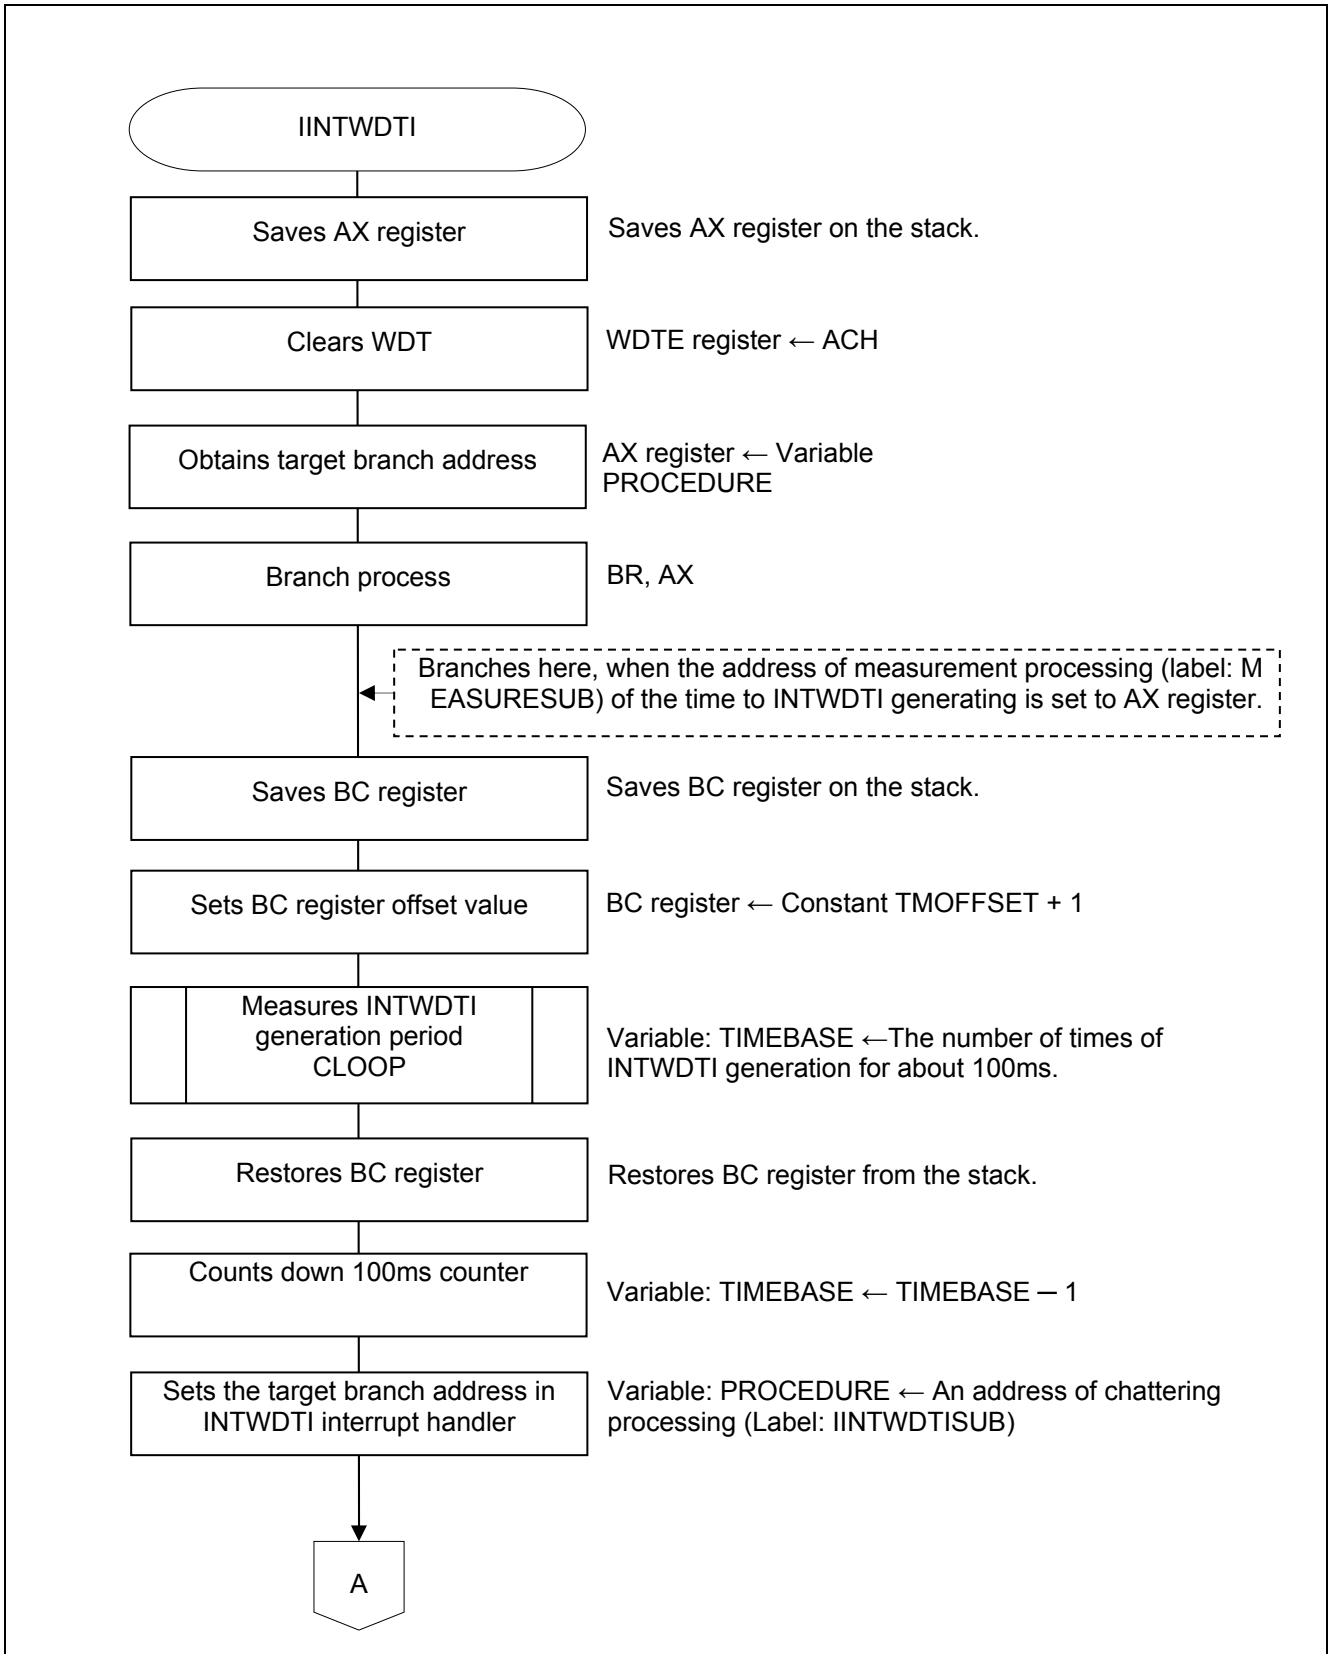 IINTWDTI
Saves AX register
Saves AX register on the stack.
Clears WDT
WDTE register ← ACH
Obtains target branch address
AX register ← Variable
PROCEDURE
Branch process
BR, AX
Branches here, when the address of measurement processing (label: M
EASURESUB) of the time to INTWDTI generating is set to AX register.
Saves BC register
Saves BC register on the stack.
Sets BC register offset value
BC register ← Constant TMOFFSET + 1
Measures INTWDTI
generation period
CLOOP
Variable: TIMEBASE ←The number of times of
INTWDTI generation for about 100ms.
Restores BC register
Restores BC register from the stack.
Counts down 100ms counter
Variable: TIMEBASE ← TIMEBASE － 1
Sets the target branch address in
INTWDTI interrupt handler
Variable: PROCEDURE ← An address of chattering
processing (Label: IINTWDTISUB)
A